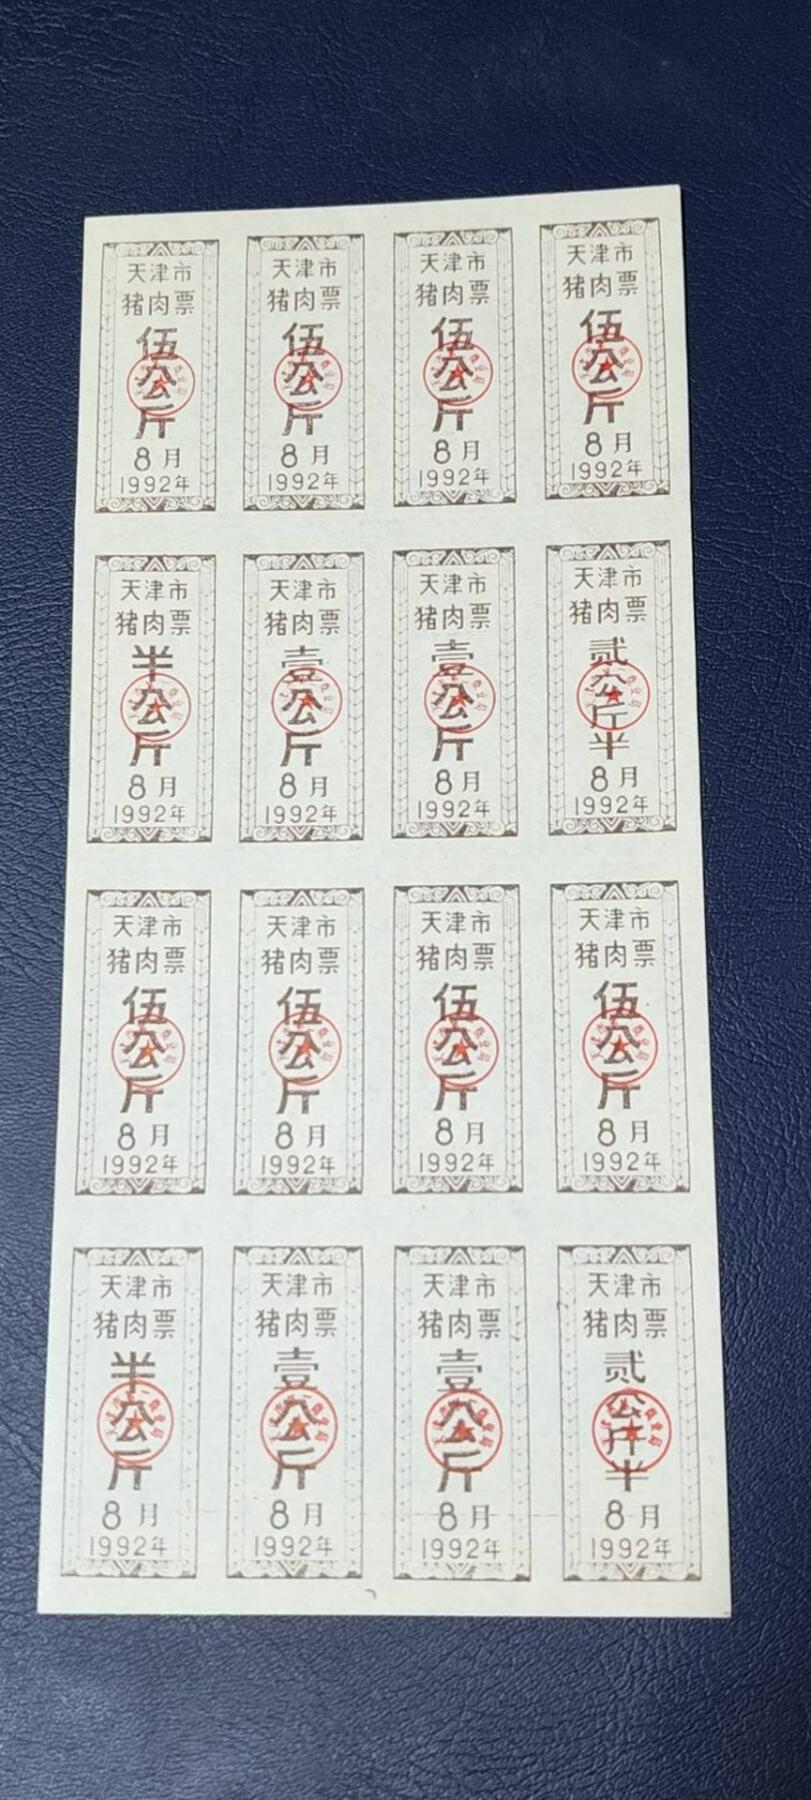 天津市
猪肉票
伍公斤
8月
1992年
天津市
猪肉票
伍公斤
8月
1992年
天津市
猪肉票
伍公斤
8月
1992年
天津市
猪肉票
伍公斤
8月
1992年
天津市
猪肉票
半公斤
8月
1992年
天津市
猪肉票
壹公斤
8月
1992年
天津市
猪肉票
壹公斤
8月
1992年
天津市
猪肉票
贰公斤半
8月
1992年
天津市
猪肉票
伍公斤
8月
1992年
天津市
猪肉票
伍公斤
8月
1992年
天津市
猪肉票
伍公斤
8月
1992年
天津市
猪肉票
伍公斤
8月
1992年
天津市
猪肉票
半公斤
8月
1992年
天津市
猪肉票
壹公斤
8月
1992年
天津市
猪肉票
壹公斤
8月
1992年
天津市
猪肉票
贰公斤半
8月
1992年